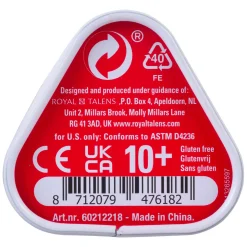 ®
40
FE
Designed and produced under guidance of:
ROYAL TALENS ,P.O. Box 4, Apeldoorn, NL
Unit 2, Millars Brook, Molly Millars Lane
RG 41 3AD, UK www.royaltalens.com
for U.S. only: Conforms to ASTM D4236
CE UK CA 10+
Gluten free
Glutenvrij
Sans gluten
8 712079 476182
Art.nr. 60212218 - Made in China.